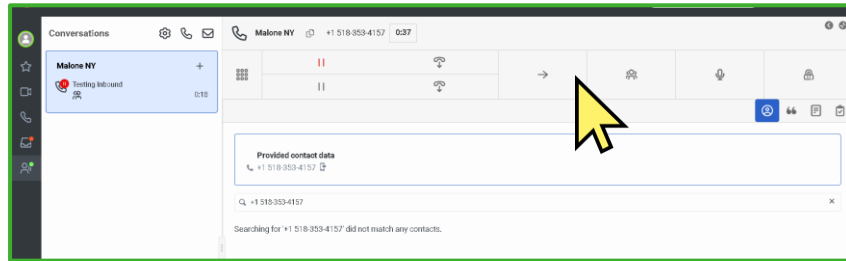 Conversations
Malone NY +1 518-353-4157 0:37
Malone NY
Testing Inbound
0:18
Provided contact data
+1 518-353-4157
+1 518-353-4157
Searching for '+1 518-353-4157' did not match any contacts.